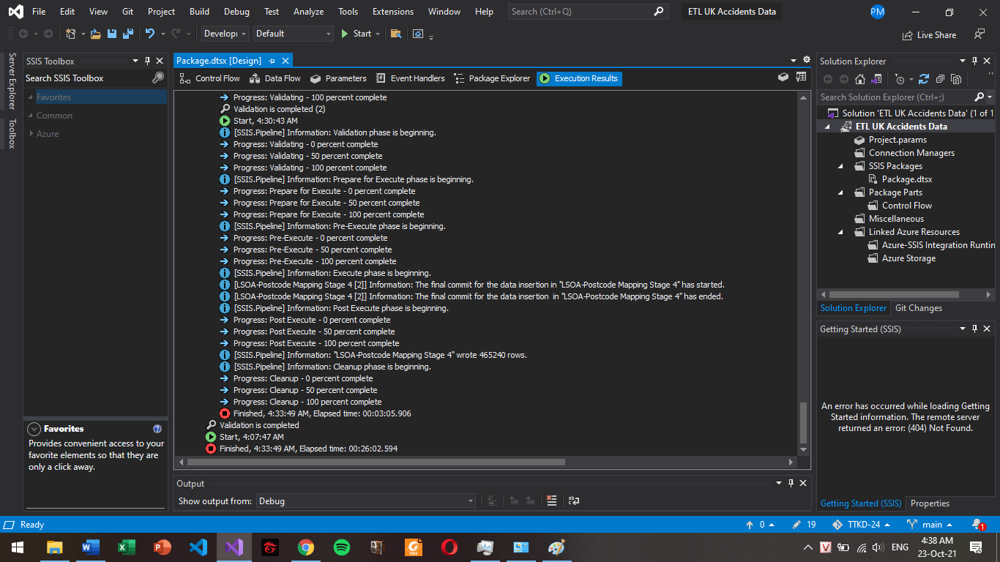 File Edit View Git Project Build Debug Test Analyze Tools Extensions Window Help Search (Ctrl+Q) ETL UK Accidents Data PM
Developı Default Start Live Share
Server Explorer
Toolbox
SSIS Toolbox
Search SSIS Toolbox
Favorites
Common
Azure
Favorites
Provides convenient access to your
favorite elements so that they are
only a click away.
Package.dtsx [Design]
Control Flow Data Flow Parameters Event Handlers Package Explorer Execution Results
Progress: Validating - 100 percent complete
Validation is completed (2)
Start, 4:30:43 AM
[SSIS.Pipeline] Information: Validation phase is beginning.
Progress: Validating - 0 percent complete
Progress: Validating - 50 percent complete
Progress: Validating - 100 percent complete
[SSIS.Pipeline] Information: Prepare for Execute phase is beginning.
Progress: Prepare for Execute - 0 percent complete
Progress: Prepare for Execute - 50 percent complete
Progress: Prepare for Execute - 100 percent complete
[SSIS.Pipeline] Information: Pre-Execute phase is beginning.
Progress: Pre-Execute - 0 percent complete
Progress: Pre-Execute - 50 percent complete
Progress: Pre-Execute - 100 percent complete
[SSIS.Pipeline] Information: Execute phase is beginning.
[LSOA-Postcode Mapping Stage 4 [2]] Information: The final commit for the data insertion in "LSOA-Postcode Mapping Stage 4" has started.
[LSOA-Postcode Mapping Stage 4 [2]] Information: The final commit for the data insertion  in "LSOA-Postcode Mapping Stage 4" has ended.
[SSIS.Pipeline] Information: Post Execute phase is beginning.
Progress: Post Execute - 0 percent complete
Progress: Post Execute - 50 percent complete
Progress: Post Execute - 100 percent complete
[SSIS.Pipeline] Information: "LSOA-Postcode Mapping Stage 4" wrote 465240 rows.
[SSIS.Pipeline] Information: Cleanup phase is beginning.
Progress: Cleanup - 0 percent complete
Progress: Cleanup - 50 percent complete
Progress: Cleanup - 100 percent complete
Finished, 4:33:49 AM, Elapsed time: 00:03:05.906
Validation is completed
Start, 4:07:47 AM
Finished, 4:33:49 AM, Elapsed time: 00:26:02.594
Output
Show output from: Debug
Solution Explorer
Search Solution Explorer (Ctrl+;)
Solution 'ETL UK Accidents Data' (1 of 1
ETL UK Accidents Data
Project.params
Connection Managers
SSIS Packages
Package.dtsx
Package Parts
Control Flow
Miscellaneous
Linked Azure Resources
Azure-SSIS Integration Runtin
Azure Storage
Solution Explorer Git Changes
Getting Started (SSIS)
An error has occurred while loading Getting
Started information. The remote server
returned an error: (404) Not Found.
Getting Started (SSIS) Properties
Ready 0 19 TTKD-24 main 1
ENG 4:38 AM
23-Oct-21